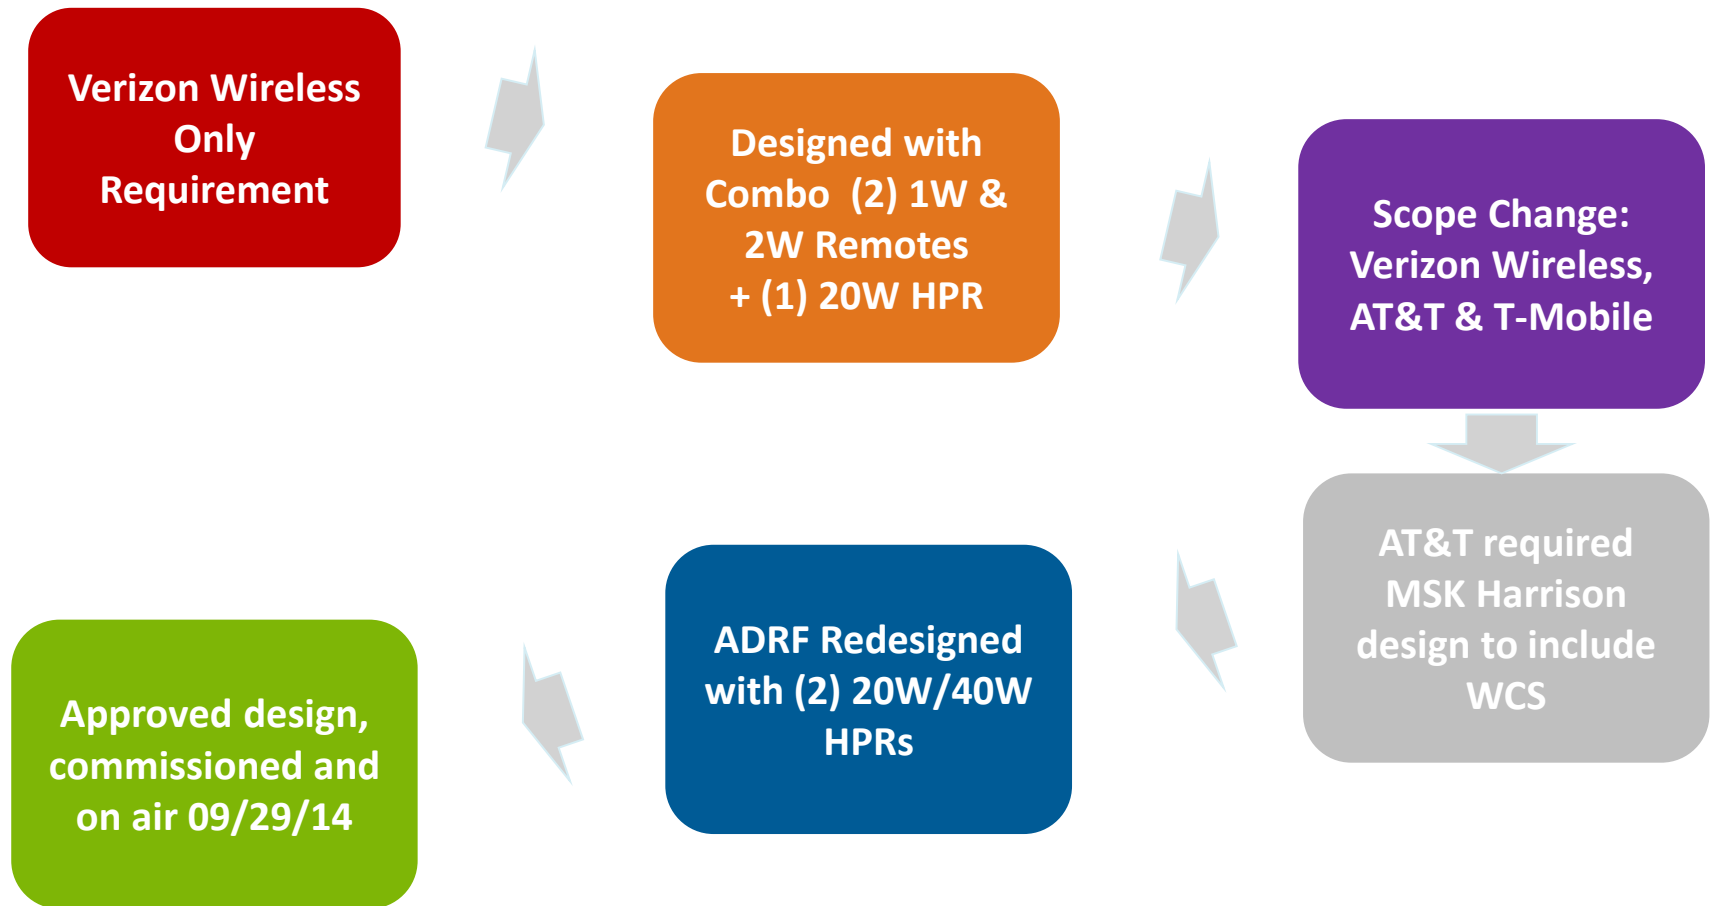 Verizon Wireless
Only
Requirement
Designed with
Combo  (2) 1W &
2W Remotes
+ (1) 20W HPR
Scope Change:
Verizon Wireless,
AT&T & T-Mobile
AT&T required
MSK Harrison
design to include
WCS
ADRF Redesigned
with (2) 20W/40W
HPRs
Approved design,
commissioned and
on air 09/29/14